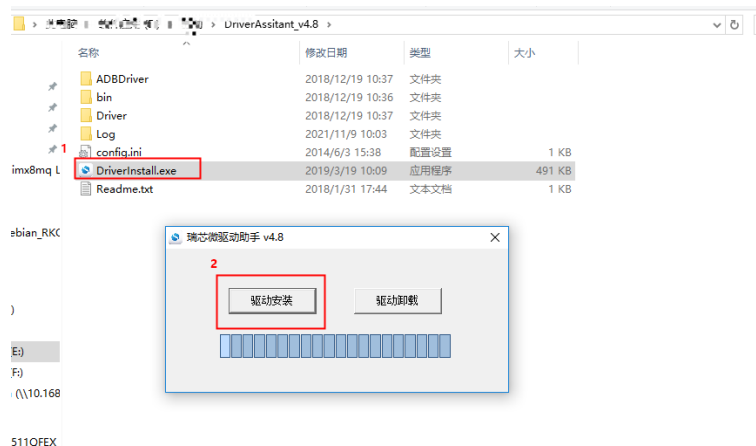 DriverAssitant_v4.8
名称 修改日期 类型 大小
ADBDriver 2018/12/19 10:37 文件夹
bin 2018/12/19 10:36 文件夹
Driver 2018/12/19 10:37 文件夹
Log 2021/11/9 10:03 文件夹
1 config.ini 2014/6/3 15:38 配置设置 1 KB
imx8mq L DriverInstall.exe 2019/3/19 10:09 应用程序 491 KB
Readme.txt 2018/1/31 17:44 文本文档 1 KB
ebian_RK
瑞芯微驱动助手 v4.8
2
驱动安装 驱动卸载
)
E:)
F:)
(\\10.168
511QFEX